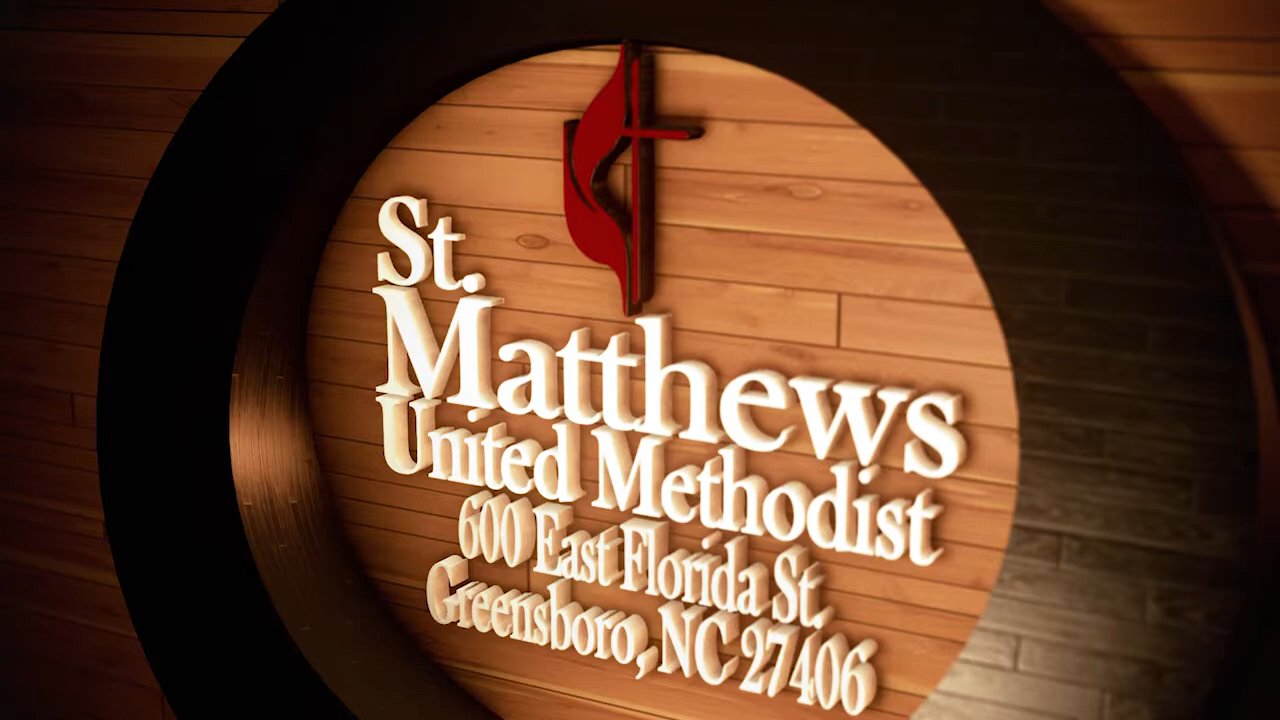 St.
Matthews
United Methodist
600 East Florida St.
Greensboro, NC 27406